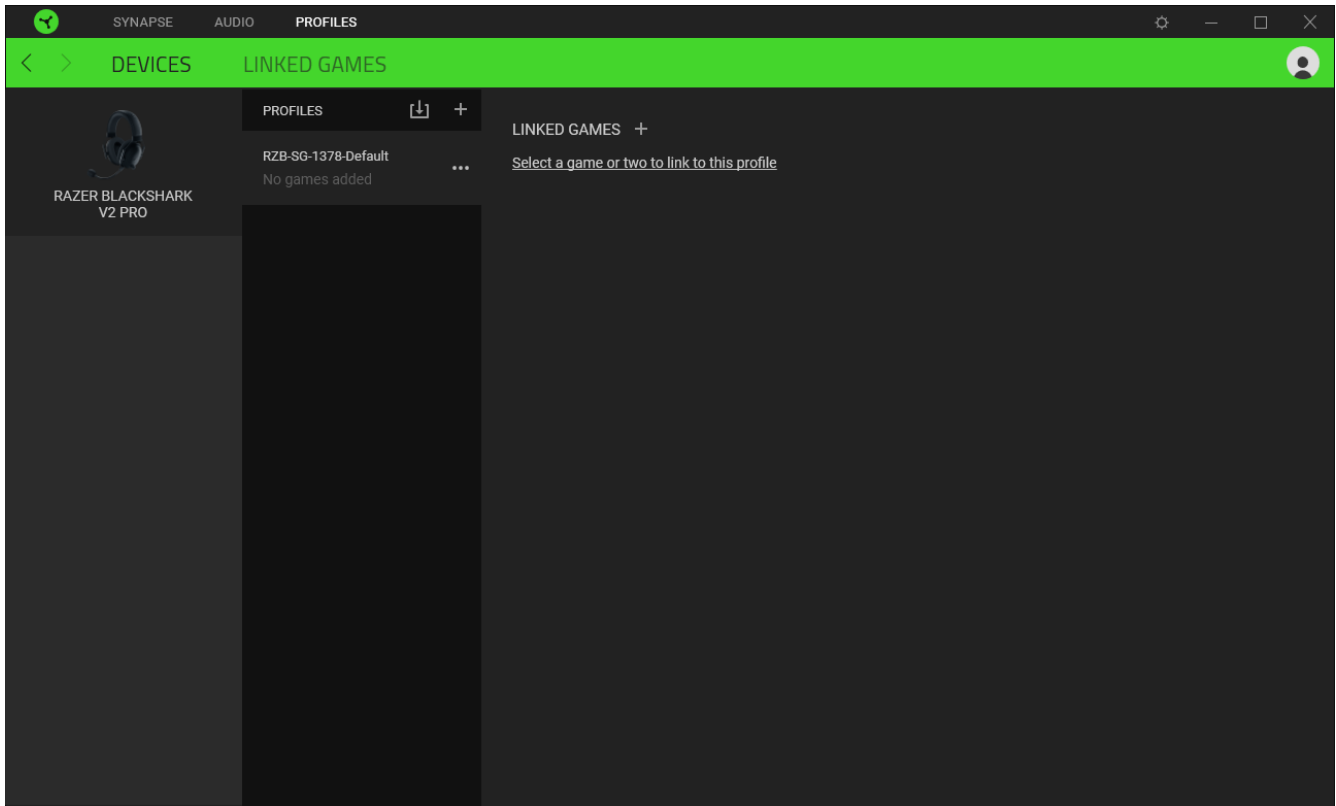 SYNAPSE AUDIO PROFILES
DEVICES LINKED GAMES
RAZER BLACKSHARK
V2 PRO
PROFILES
RZB-SG-1378-Default
No games added
LINKED GAMES
Select a game or two to link to this profile